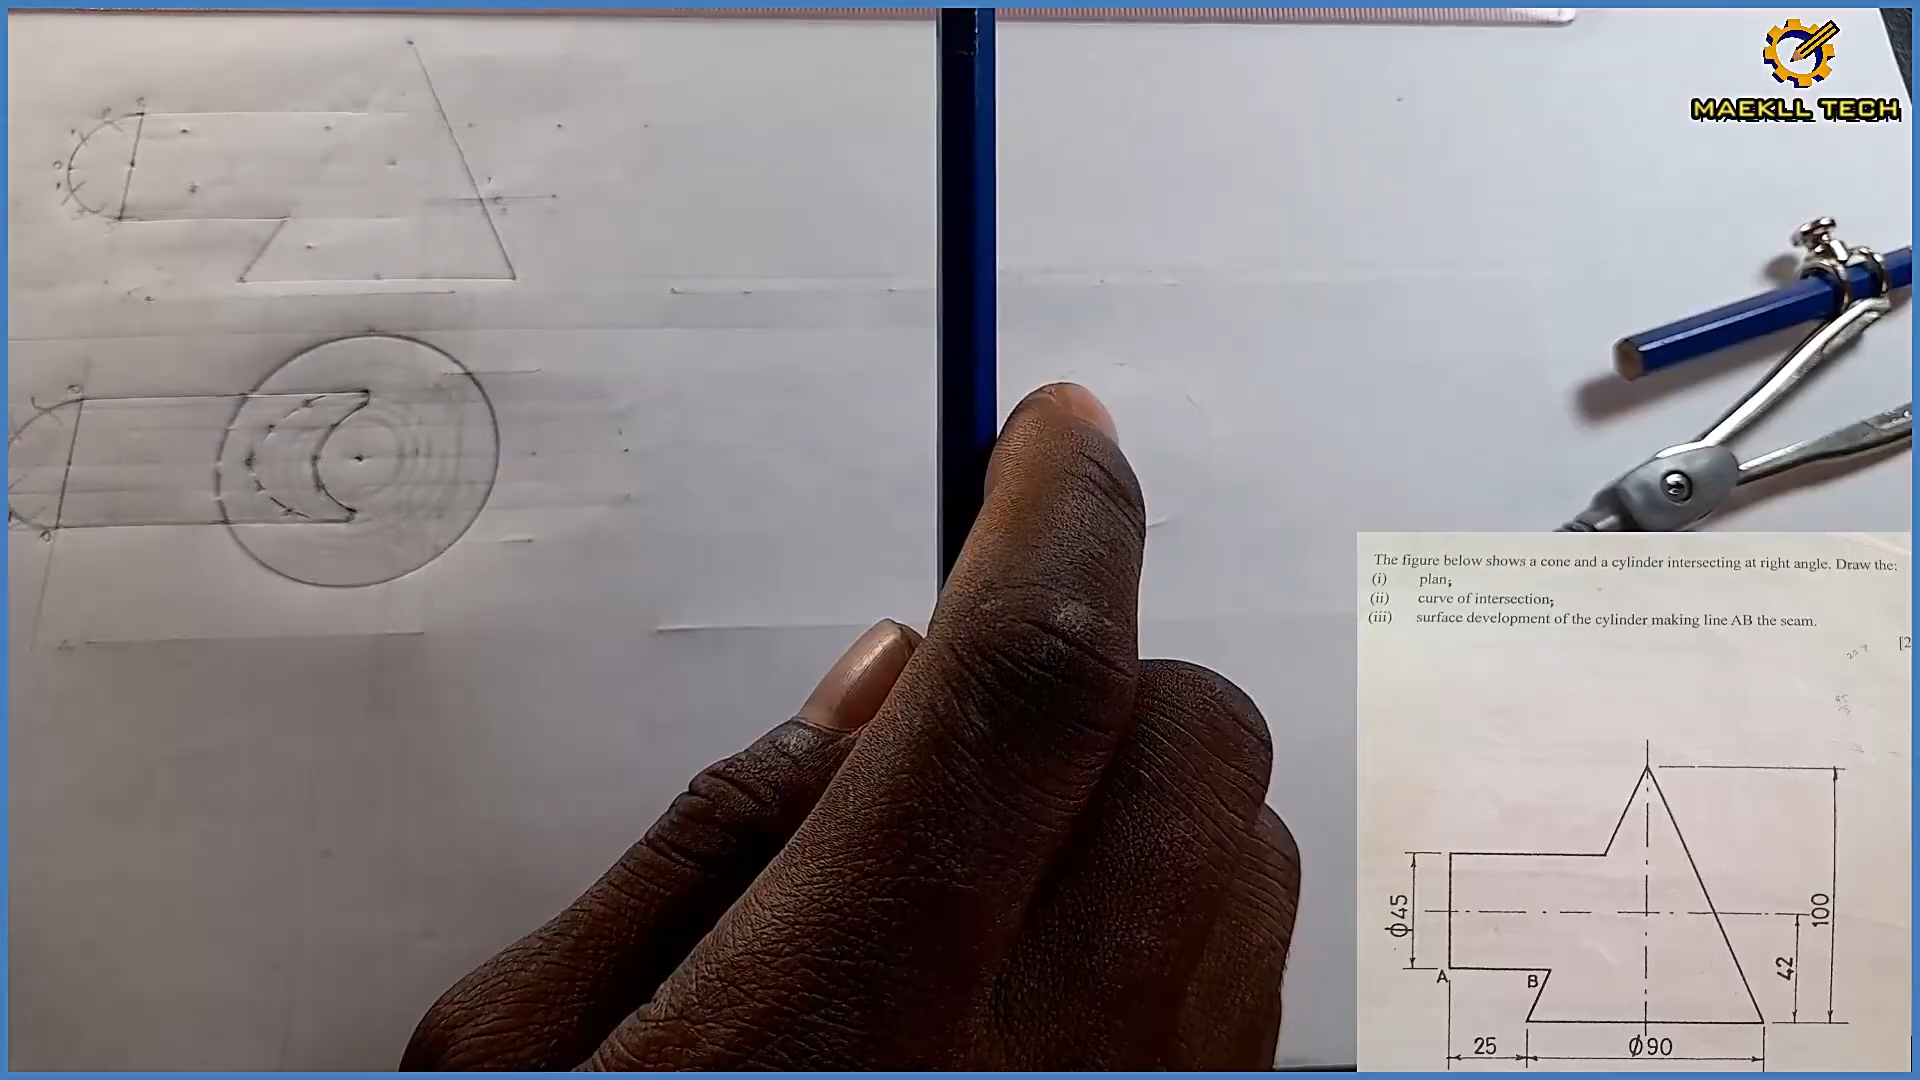 MAEKLL TECH
The figure below shows a cone and a cylinder intersecting at right angle. Draw the:
(i) plan;
(ii) curve of intersection;
(iii) surface development of the cylinder making line AB the seam.
[2
ϕ45
100
42
A
B
25
ϕ90